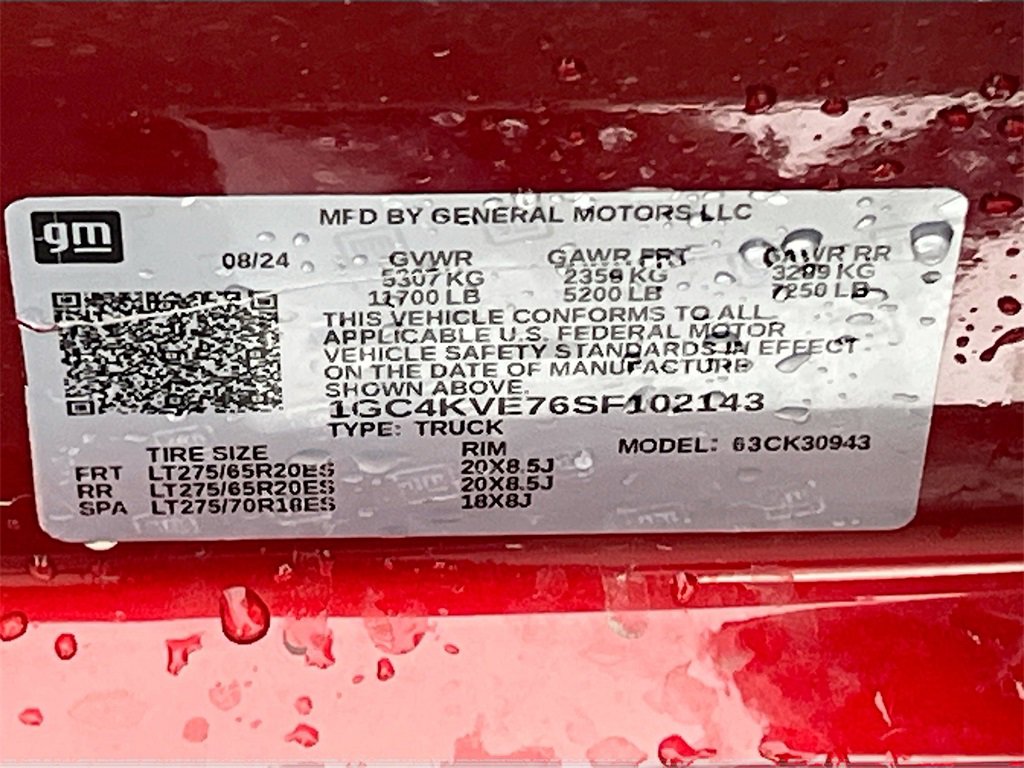 gm
MFD BY GENERAL MOTORS LLC
08/24 GVWR GAWR FRT GAWR RR
5307 KG 2359 KG 3289 KG
11700 LB 5200 LB 7250 LB
THIS VEHICLE CONFORMS TO ALL
APPLICABLE U.S. FEDERAL MOTOR
VEHICLE SAFETY STANDARDS IN EFFECT
ON THE DATE OF MANUFACTURE
SHOWN ABOVE.
1GC4KVE76SF102143
TYPE: TRUCK
TIRE SIZE RIM MODEL: 63CK30943
FRT LT275/65R20ES 20X8.5J
RR LT275/65R20ES 20X8.5J
SPA LT275/70R18ES 18X8J